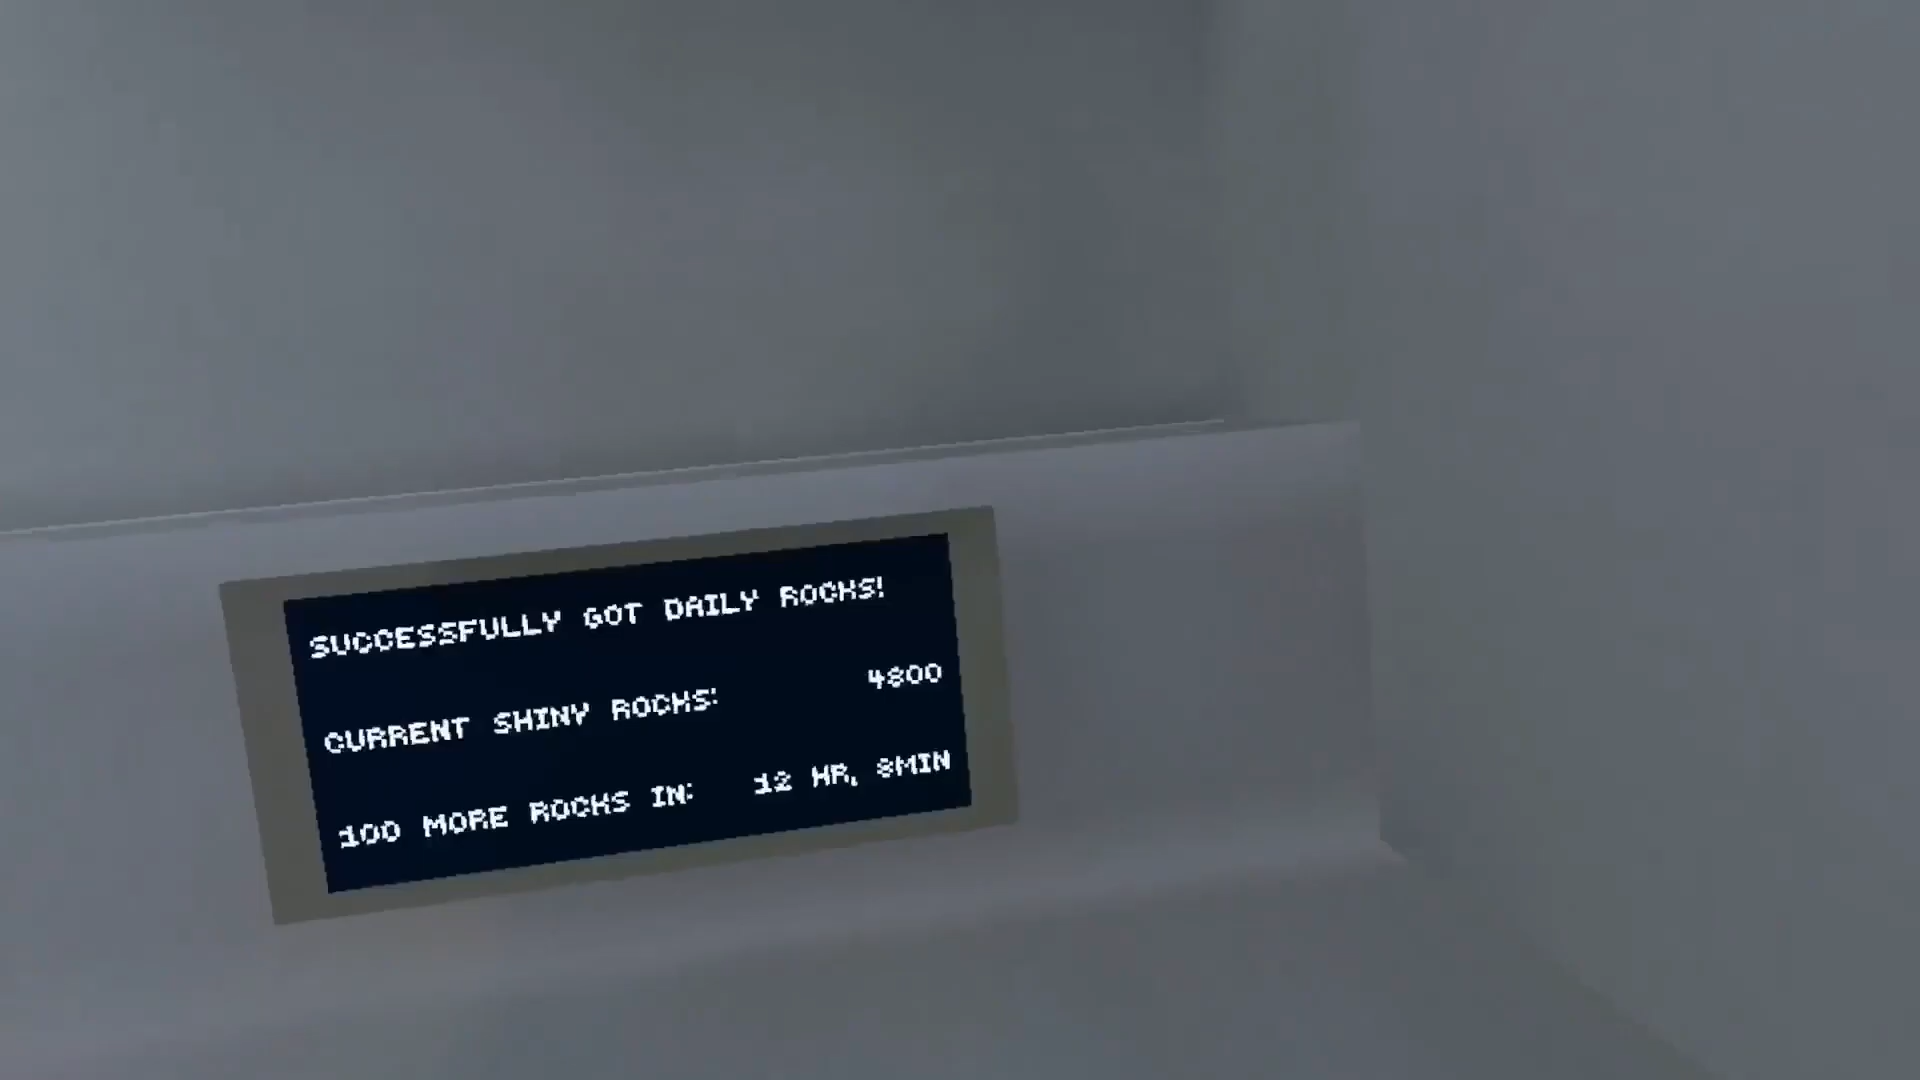 SUCCESSFULLY GOT DAILY ROCKS!
CURRENT SHINY ROCKS: 4800
100 MORE ROCKS IN: 12 HR, 8MIN